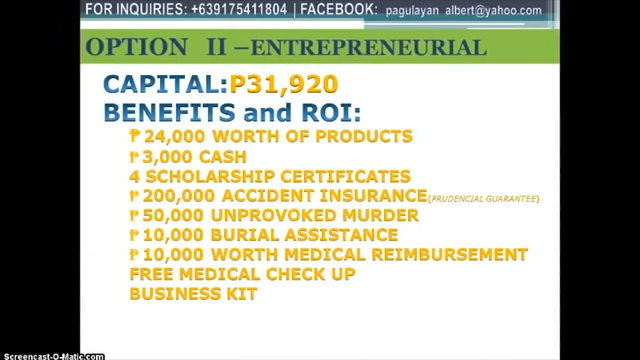 FOR INQUIRIES: +639175411804 | FACEBOOK: pagulayan albert@yahoo.com
OPTION II –ENTREPRENEURIAL
CAPITAL:P31,920
BENEFITS and ROI:
₱ 24,000 WORTH OF PRODUCTS
₱ 3,000 CASH
4 SCHOLARSHIP CERTIFICATES
₱ 200,000 ACCIDENT INSURANCE(PRUDENCIAL GUARANTEE)
₱ 50,000 UNPROVOKED MURDER
₱ 10,000 BURIAL ASSISTANCE
₱ 10,000 WORTH MEDICAL REIMBURSEMENT
FREE MEDICAL CHECK UP
BUSINESS KIT
Screencast-O-Matic.com